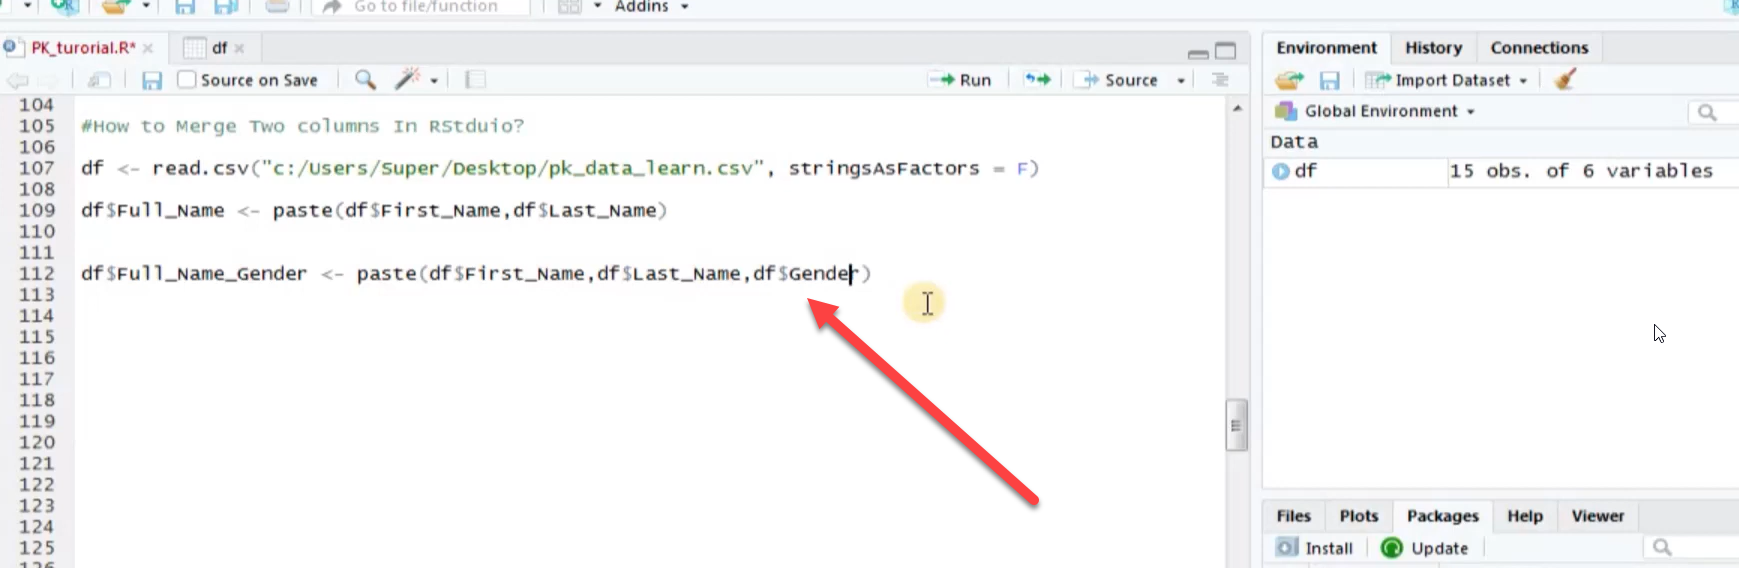 Go to file/function
Addins
PK_turorial.R*
df
Source on Save
Run
Source
104
105 #How to Merge Two columns In RStduio?
106
107 df <- read.csv("c:/Users/Super/Desktop/pk_data_learn.csv", stringsAsFactors = F)
108
109 df$Full_Name <- paste(df$First_Name,df$Last_Name)
110
111
112 df$Full_Name_Gender <- paste(df$First_Name,df$Last_Name,df$Gender)
113
114
115
116
117
118
119
120
121
122
123
124
125
Environment
History
Connections
Import Dataset
Global Environment
Data
df 15 obs. of 6 variables
Files
Plots
Packages
Help
Viewer
Install
Update